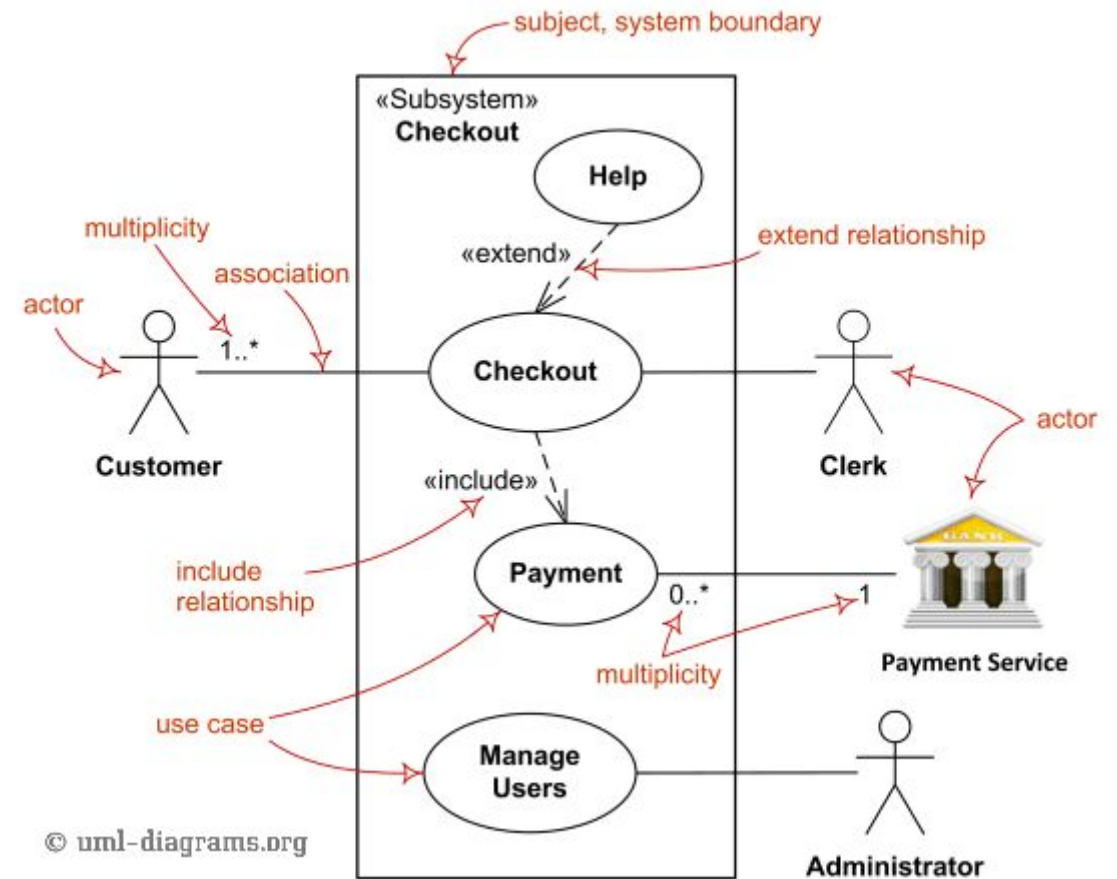 subject, system boundary
«Subsystem»
Checkout
Help
multiplicity
«extend»
extend relationship
association
actor
1..*
Checkout
actor
Customer
Clerk
«include»
BANK
include
relationship
Payment
0..*
1
multiplicity
Payment Service
use case
Manage
Users
© uml-diagrams.org
Administrator